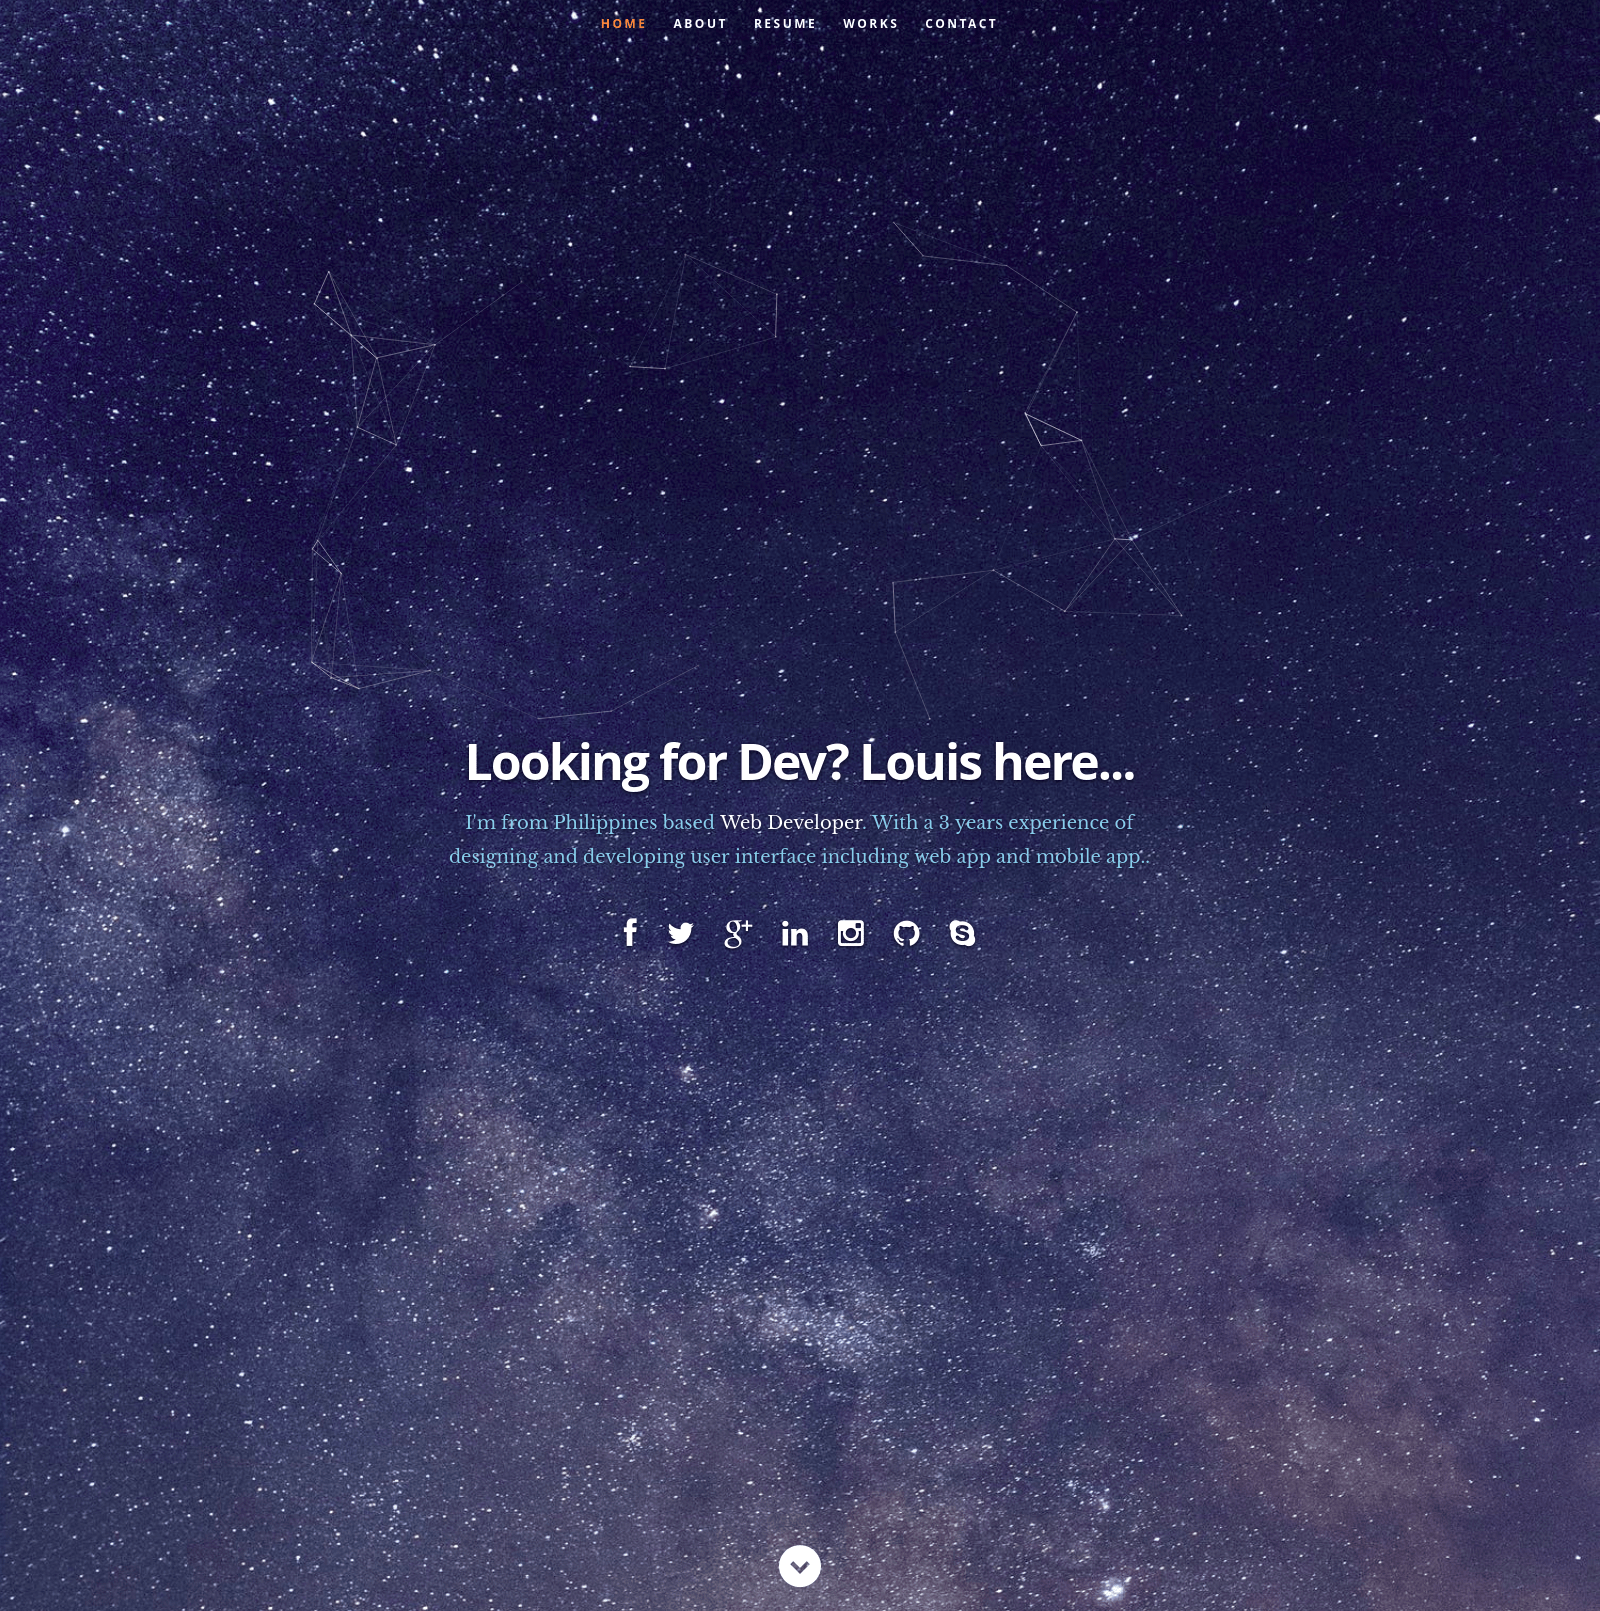 HOME ABOUT RESUME WORKS CONTACT
Looking for Dev? Louis here...
I'm from Philippines based Web Developer. With a 3 years experience of
designing and developing user interface including web app and mobile app..